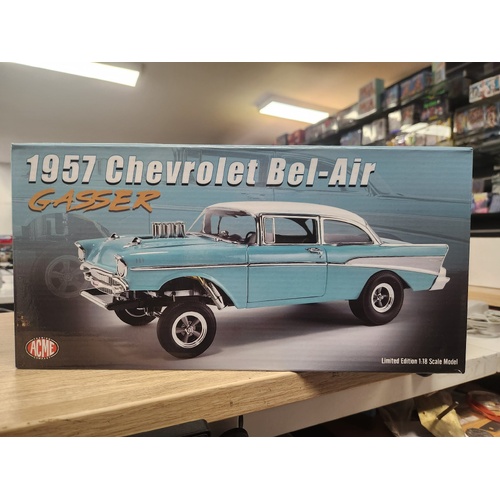 1957 Chevrolet Bel-Air
GASSER
ACME
Limited Edition 1:18 Scale Model